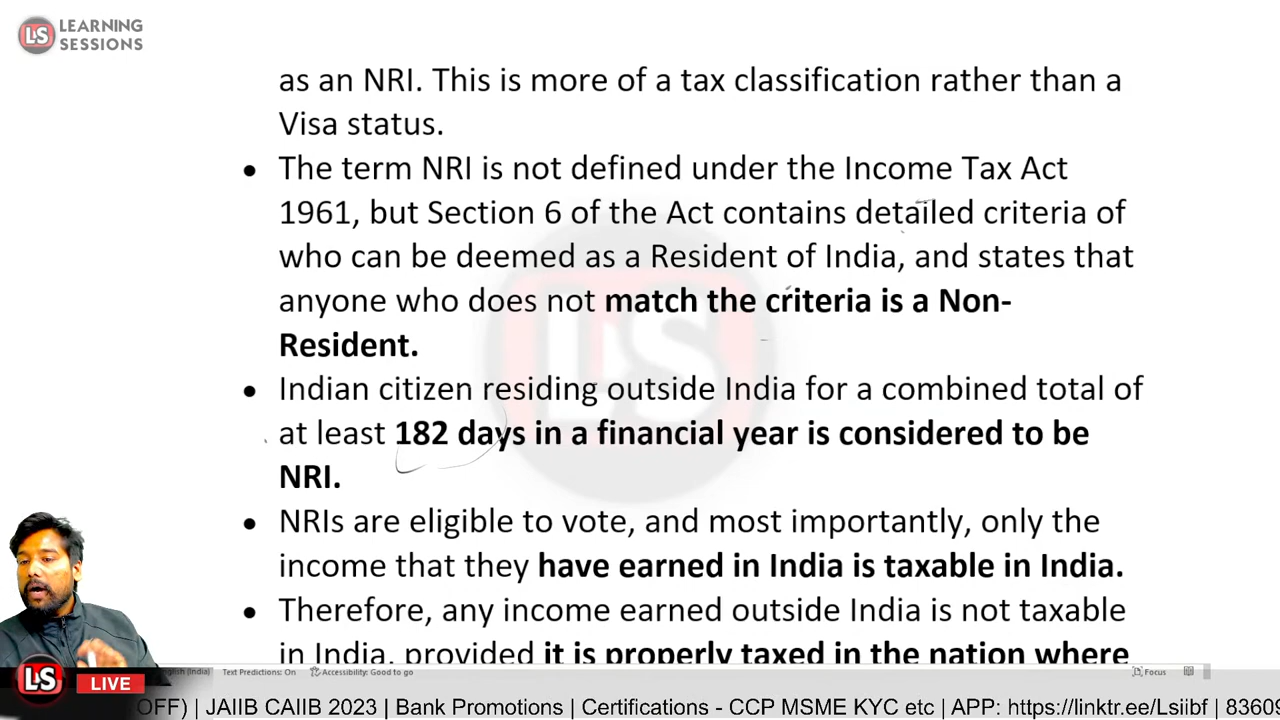 LS LEARNING
SESSIONS
as an NRI. This is more of a tax classification rather than a
Visa status.
• The term NRI is not defined under the Income Tax Act
1961, but Section 6 of the Act contains detailed criteria of
who can be deemed as a Resident of India, and states that
anyone who does not match the criteria is a Non-
Resident.
• Indian citizen residing outside India for a combined total of
at least 182 days in a financial year is considered to be
NRI.
• NRIs are eligible to vote, and most importantly, only the
income that they have earned in India is taxable in India.
• Therefore, any income earned outside India is not taxable
in India, provided it is properly taxed in the nation where
(India) Text Predictions: On Accessibility: Good to go Focus
LS LIVE
OFF) | JAIIB CAIIB 2023 | Bank Promotions | Certifications - CCP MSME KYC etc | APP: https://linktr.ee/Lsiibf | 8360